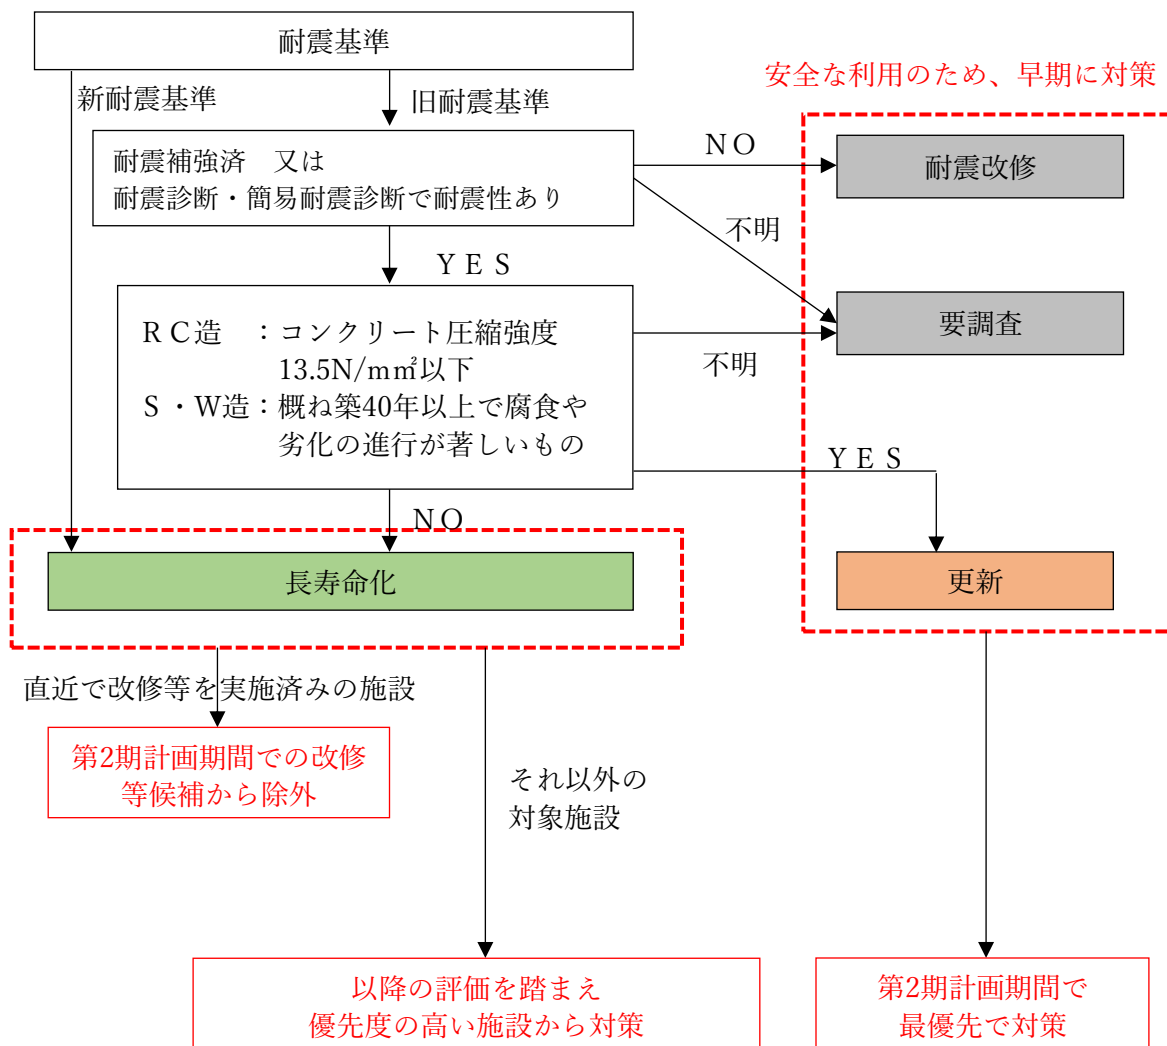 耐震基準
安全な利用のため、早期に対策
新耐震基準
旧耐震基準
耐震補強済　又は
耐震診断・簡易耐震診断で耐震性あり
ＮＯ
耐震改修
不明
ＹＥＳ
ＲＣ造　：コンクリート圧縮強度
13.5N/m㎡以下
Ｓ・Ｗ造：概ね築40年以上で腐食や
劣化の進行が著しいもの
要調査
不明
ＹＥＳ
ＮＯ
長寿命化
更新
直近で改修等を実施済みの施設
第2期計画期間での改修
等候補から除外
それ以外の
対象施設
以降の評価を踏まえ
優先度の高い施設から対策
第2期計画期間で
最優先で対策